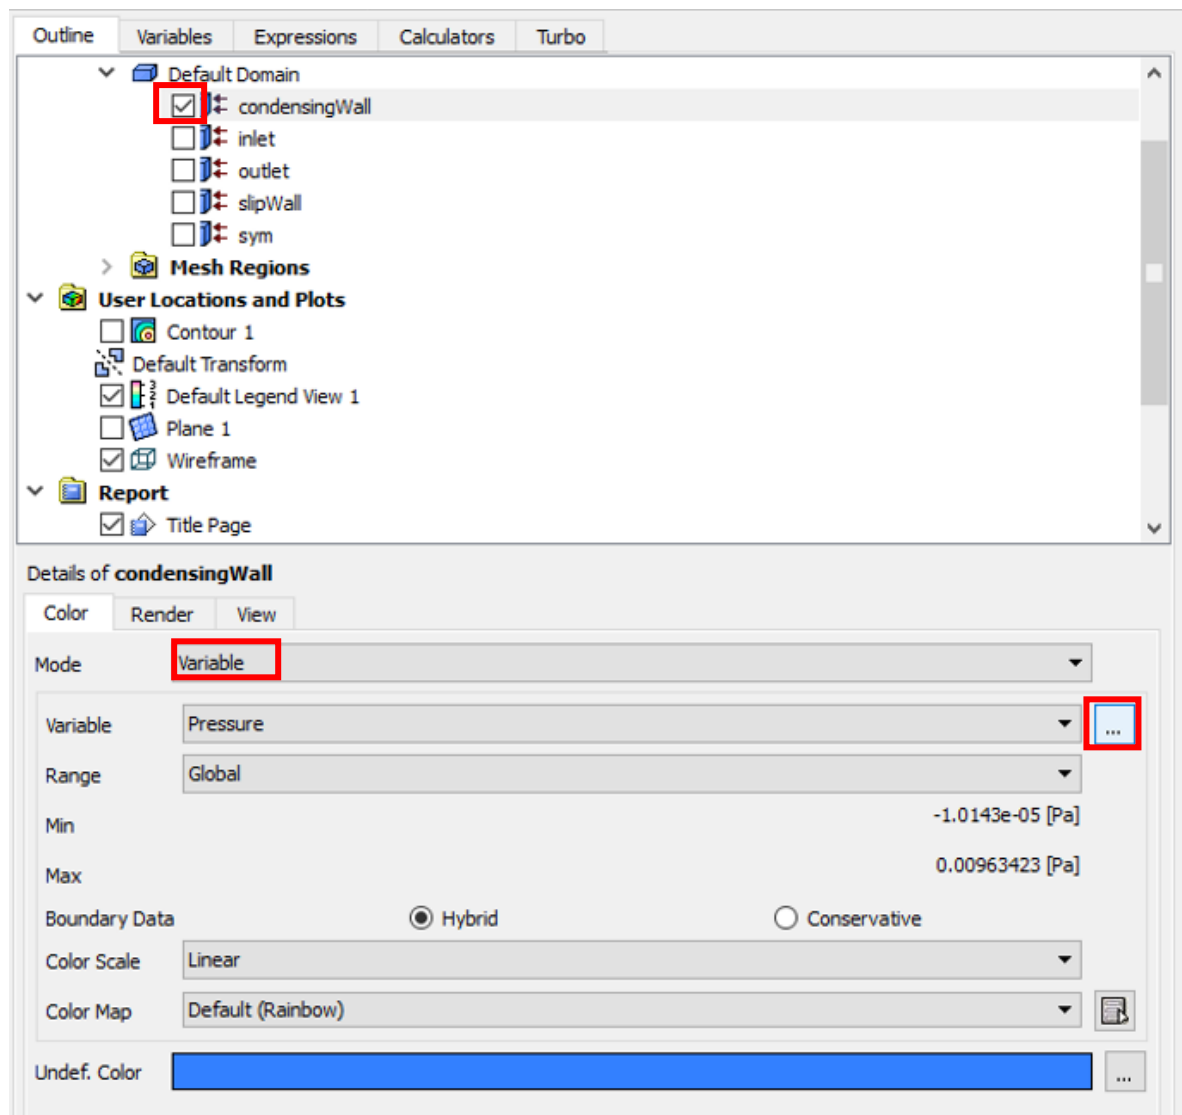 Outline Variables Expressions Calculators Turbo
Default Domain
condensingWall
inlet
outlet
slipWall
sym
Mesh Regions
User Locations and Plots
Contour 1
Default Transform
Default Legend View 1
Plane 1
Wireframe
Report
Title Page
Details of condensingWall
Color Render View
Mode Variable
Variable Pressure ...
Range Global
Min -1.0143e-05 [Pa]
Max 0.00963423 [Pa]
Boundary Data Hybrid Conservative
Color Scale Linear
Color Map Default (Rainbow)
Undef. Color ...